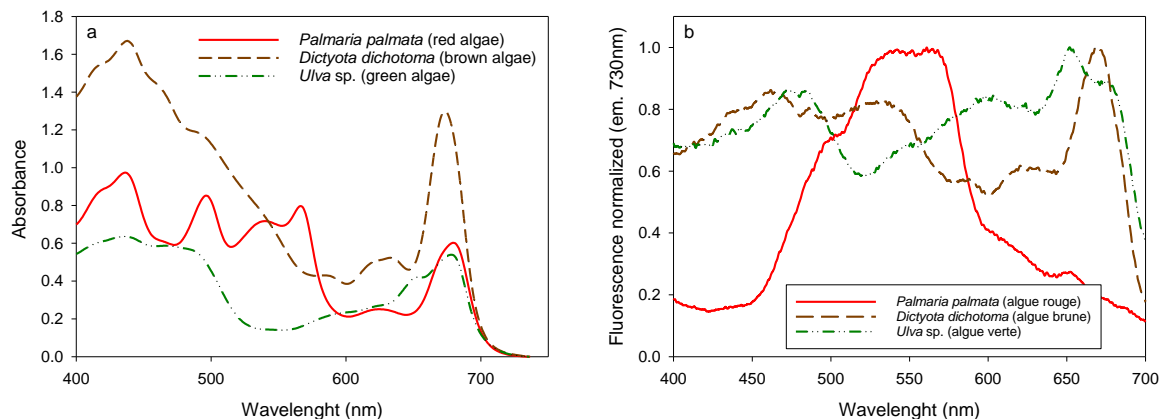 a
Palmaria palmata (red algae)
Dictyota dichotoma (brown algae)
Ulva sp. (green algae)
1.8
1.6
1.4
1.2
1.0
0.8
0.6
0.4
0.2
0.0
Absorbance
400 500 600 700
Wavelenght (nm)
b
1.0
0.8
0.6
0.4
0.2
0.0
Fluorescence normalized (em. 730nm)
Palmaria palmata (algue rouge)
Dictyota dichotoma (algue brune)
Ulva sp. (algue verte)
400 450 500 550 600 650 700
Wavelenght (nm)